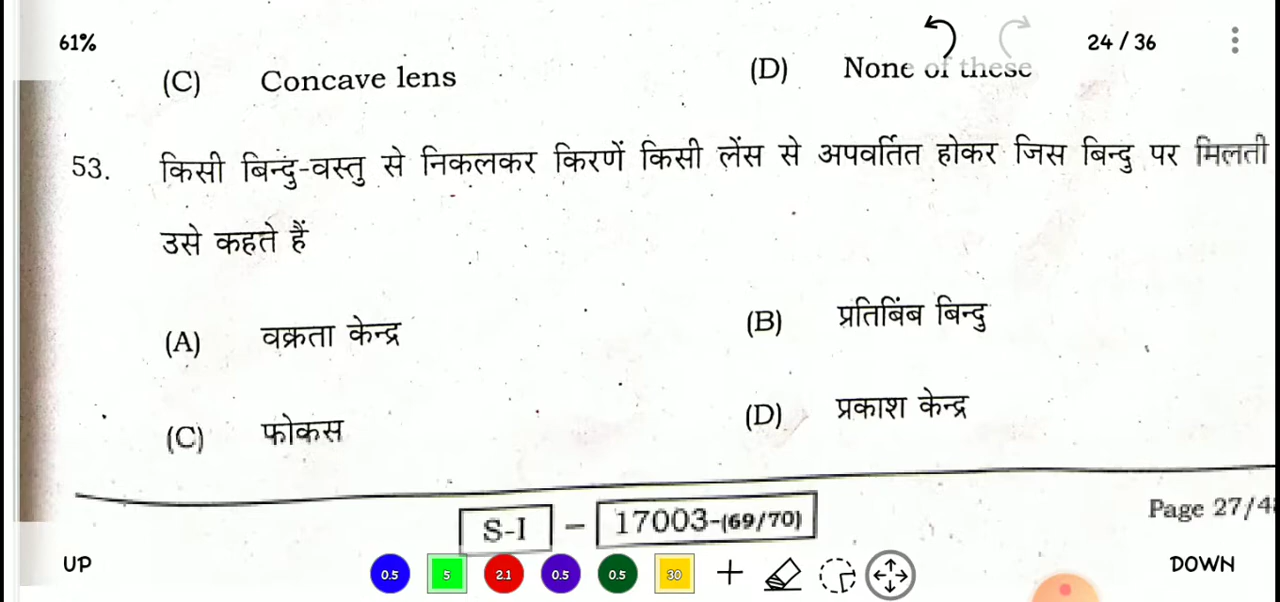 61%
24 / 36
(C) Concave lens (D) None of these
53. किसी बिन्दु-वस्तु से निकलकर किरणें किसी लेंस से अपवर्तित होकर जिस बिन्दु पर मिलती
उसे कहते हैं
(A) वक्रता केन्द्र (B) प्रतिबिंब बिन्दु
(C) फोकस (D) प्रकाश केन्द्र
S-I – 17003-(69/70) Page 27/4
UP 0.5 5 2.1 0.5 0.5 30 DOWN